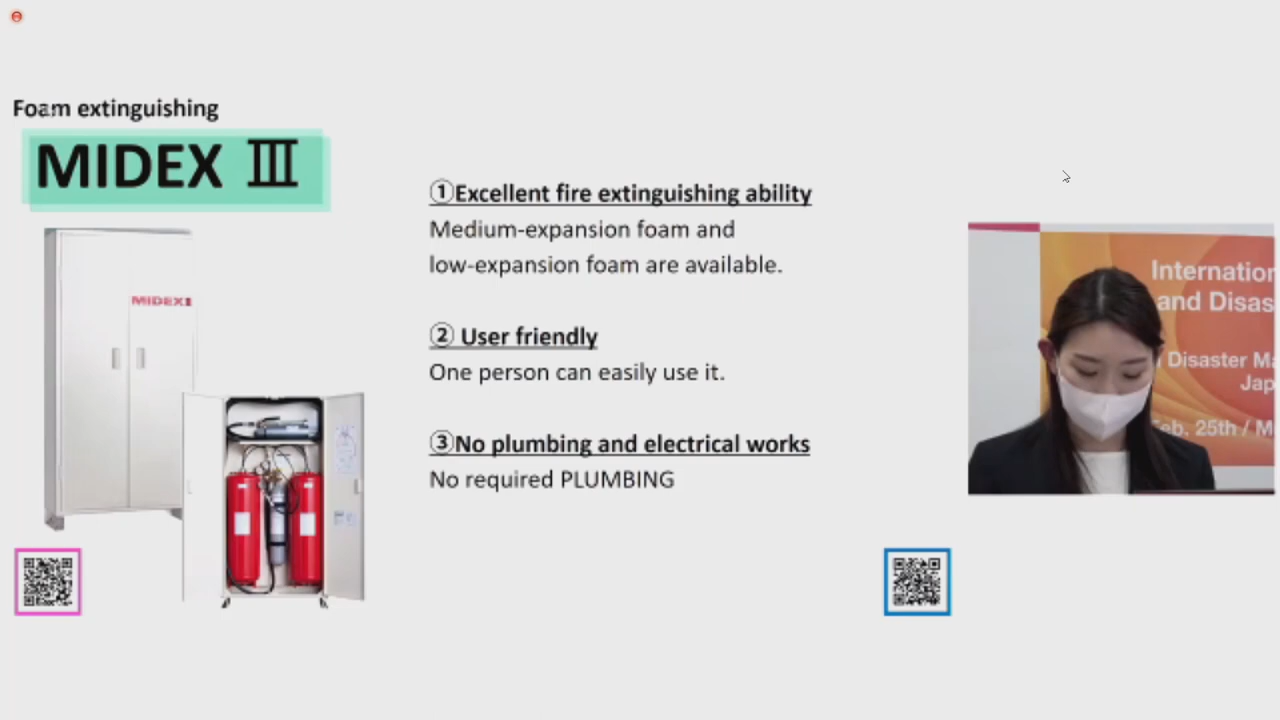 Foam extinguishing
MIDEX Ⅲ
MIDEXⅢ
①Excellent fire extinguishing ability
Medium-expansion foam and
low-expansion foam are available.
② User friendly
One person can easily use it.
③No plumbing and electrical works
No required PLUMBING
Internation
and Disas
Disaster Ma
Jap
Feb. 25th / M